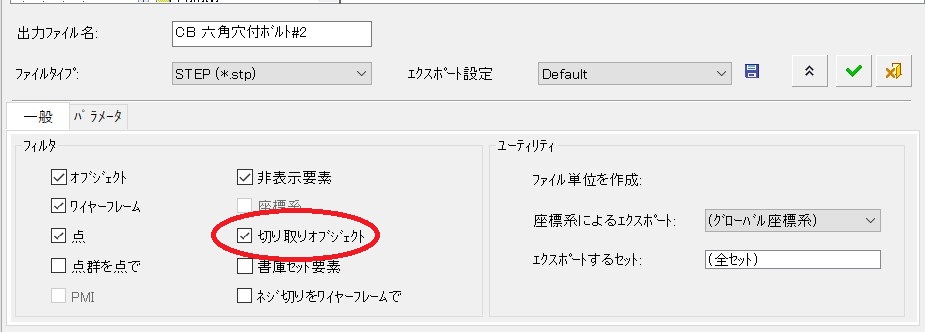 出力ファイル名:
CB 六角穴付ボルト#2
ファイルタイプ:
STEP (*.stp)
エクスポート設定
Default
一般
パラメータ
フィルタ
オブジェクト
非表示要素
ワイヤーフレーム
座標系
点
切り取りオブジェクト
点群を点で
書庫セット要素
PMI
ネジ切りをワイヤーフレームで
ユーティリティ
ファイル単位を作成:
座標系によるエクスポート:
(グローバル座標系)
エクスポートするセット:
(全セット)